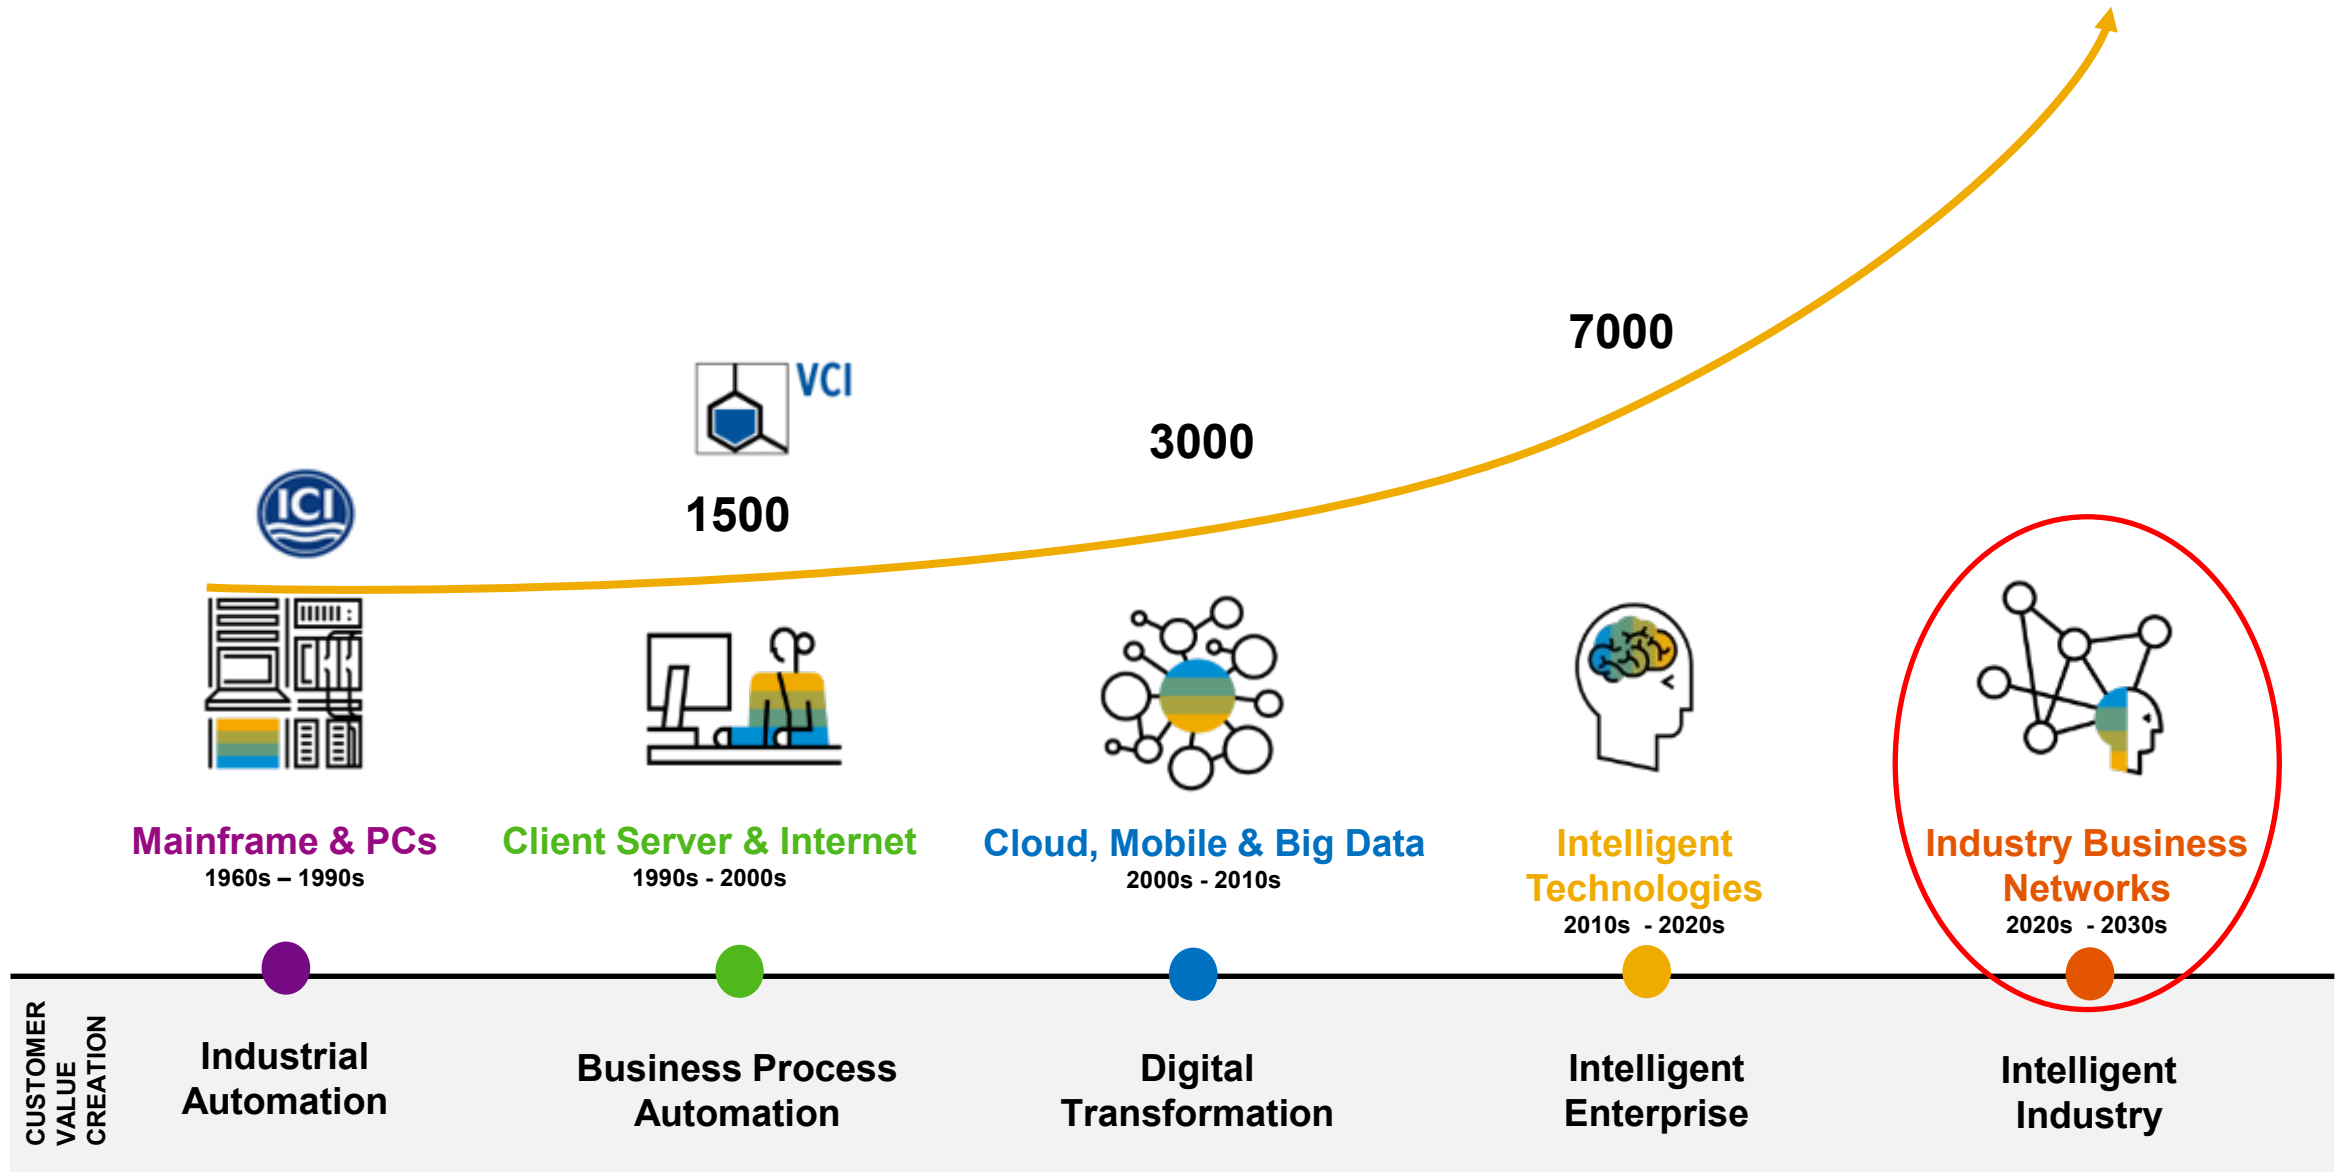 7000
VCI
3000
ICI
1500
Mainframe & PCs
1960s – 1990s
Client Server & Internet
1990s - 2000s
Cloud, Mobile & Big Data
2000s - 2010s
Intelligent
Technologies
2010s - 2020s
Industry Business
Networks
2020s - 2030s
CUSTOMER
VALUE
CREATION
Industrial
Automation
Business Process
Automation
Digital
Transformation
Intelligent
Enterprise
Intelligent
Industry